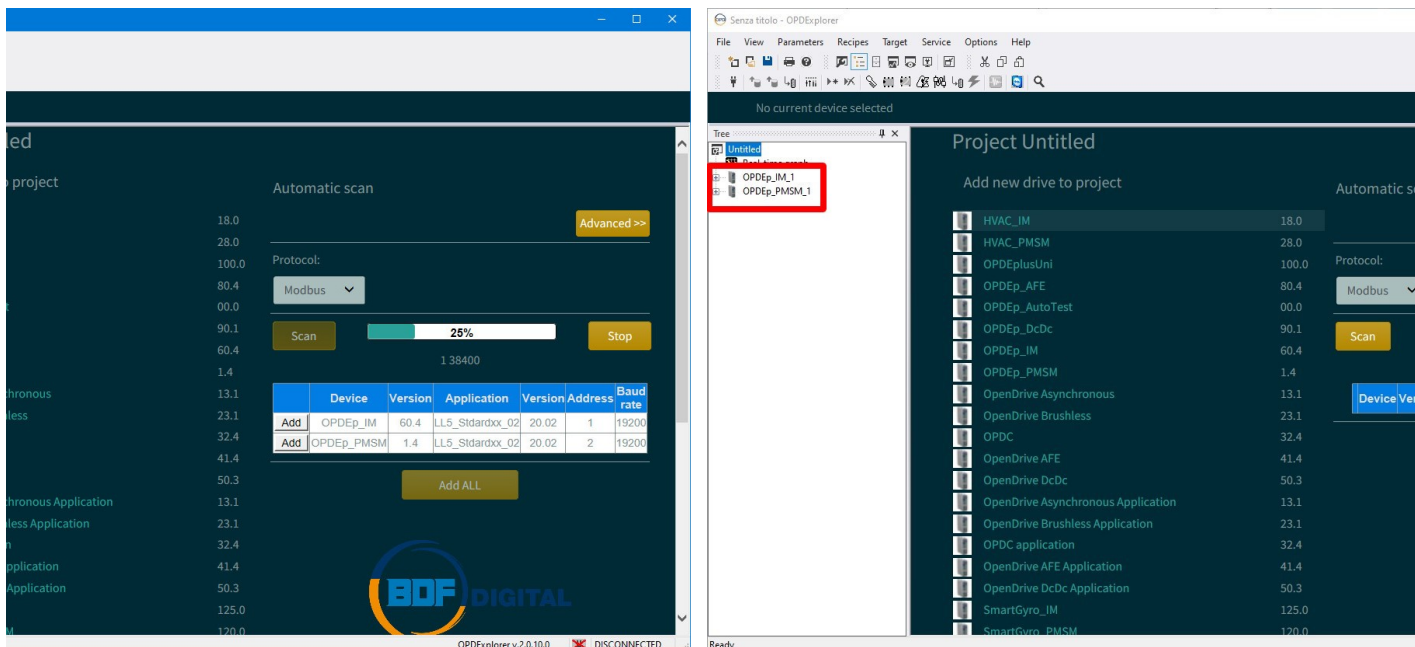 led
o project
Automatic scan
18.0
Advanced >>
28.0
100.0
Protocol:
80.4
Modbus
00.0
90.1
Scan
25%
Stop
60.4
1 38400
1.4
chronous 13.1
Device Version Application Version Address Baud rate
less 23.1
Add OPDEp_IM 60.4 LL5_Stdardxx_02 20.02 1 19200
32.4
Add OPDEp_PMSM 1.4 LL5_Stdardxx_02 20.02 2 19200
41.4
50.3
Add ALL
chronous Application 13.1
less Application 23.1
n 32.4
pplication 41.4
Application 50.3
BDF DIGITAL
125.0
M 120.0
OPDExplorer v.2.0.10.0 DISCONNECTED
Senza titolo - OPDExplorer
File View Parameters Recipes Target Service Options Help
No current device selected
Tree
Untitled
Real-time graph
OPDEp_IM_1
OPDEp_PMSM_1
Project Untitled
Add new drive to project
Automatic s
HVAC_IM 18.0
HVAC_PMSM 28.0
OPDEplusUni 100.0
Protocol:
OPDEp_AFE 80.4
Modbus
OPDEp_AutoTest 00.0
OPDEp_DcDc 90.1
Scan
OPDEp_IM 60.4
OPDEp_PMSM 1.4
OpenDrive Asynchronous 13.1
Device Ve
OpenDrive Brushless 23.1
OPDC 32.4
OpenDrive AFE 41.4
OpenDrive DcDc 50.3
OpenDrive Asynchronous Application 13.1
OpenDrive Brushless Application 23.1
OPDC application 32.4
OpenDrive AFE Application 41.4
OpenDrive DcDc Application 50.3
SmartGyro_IM 125.0
SmartGyro_PMSM 120.0
Ready